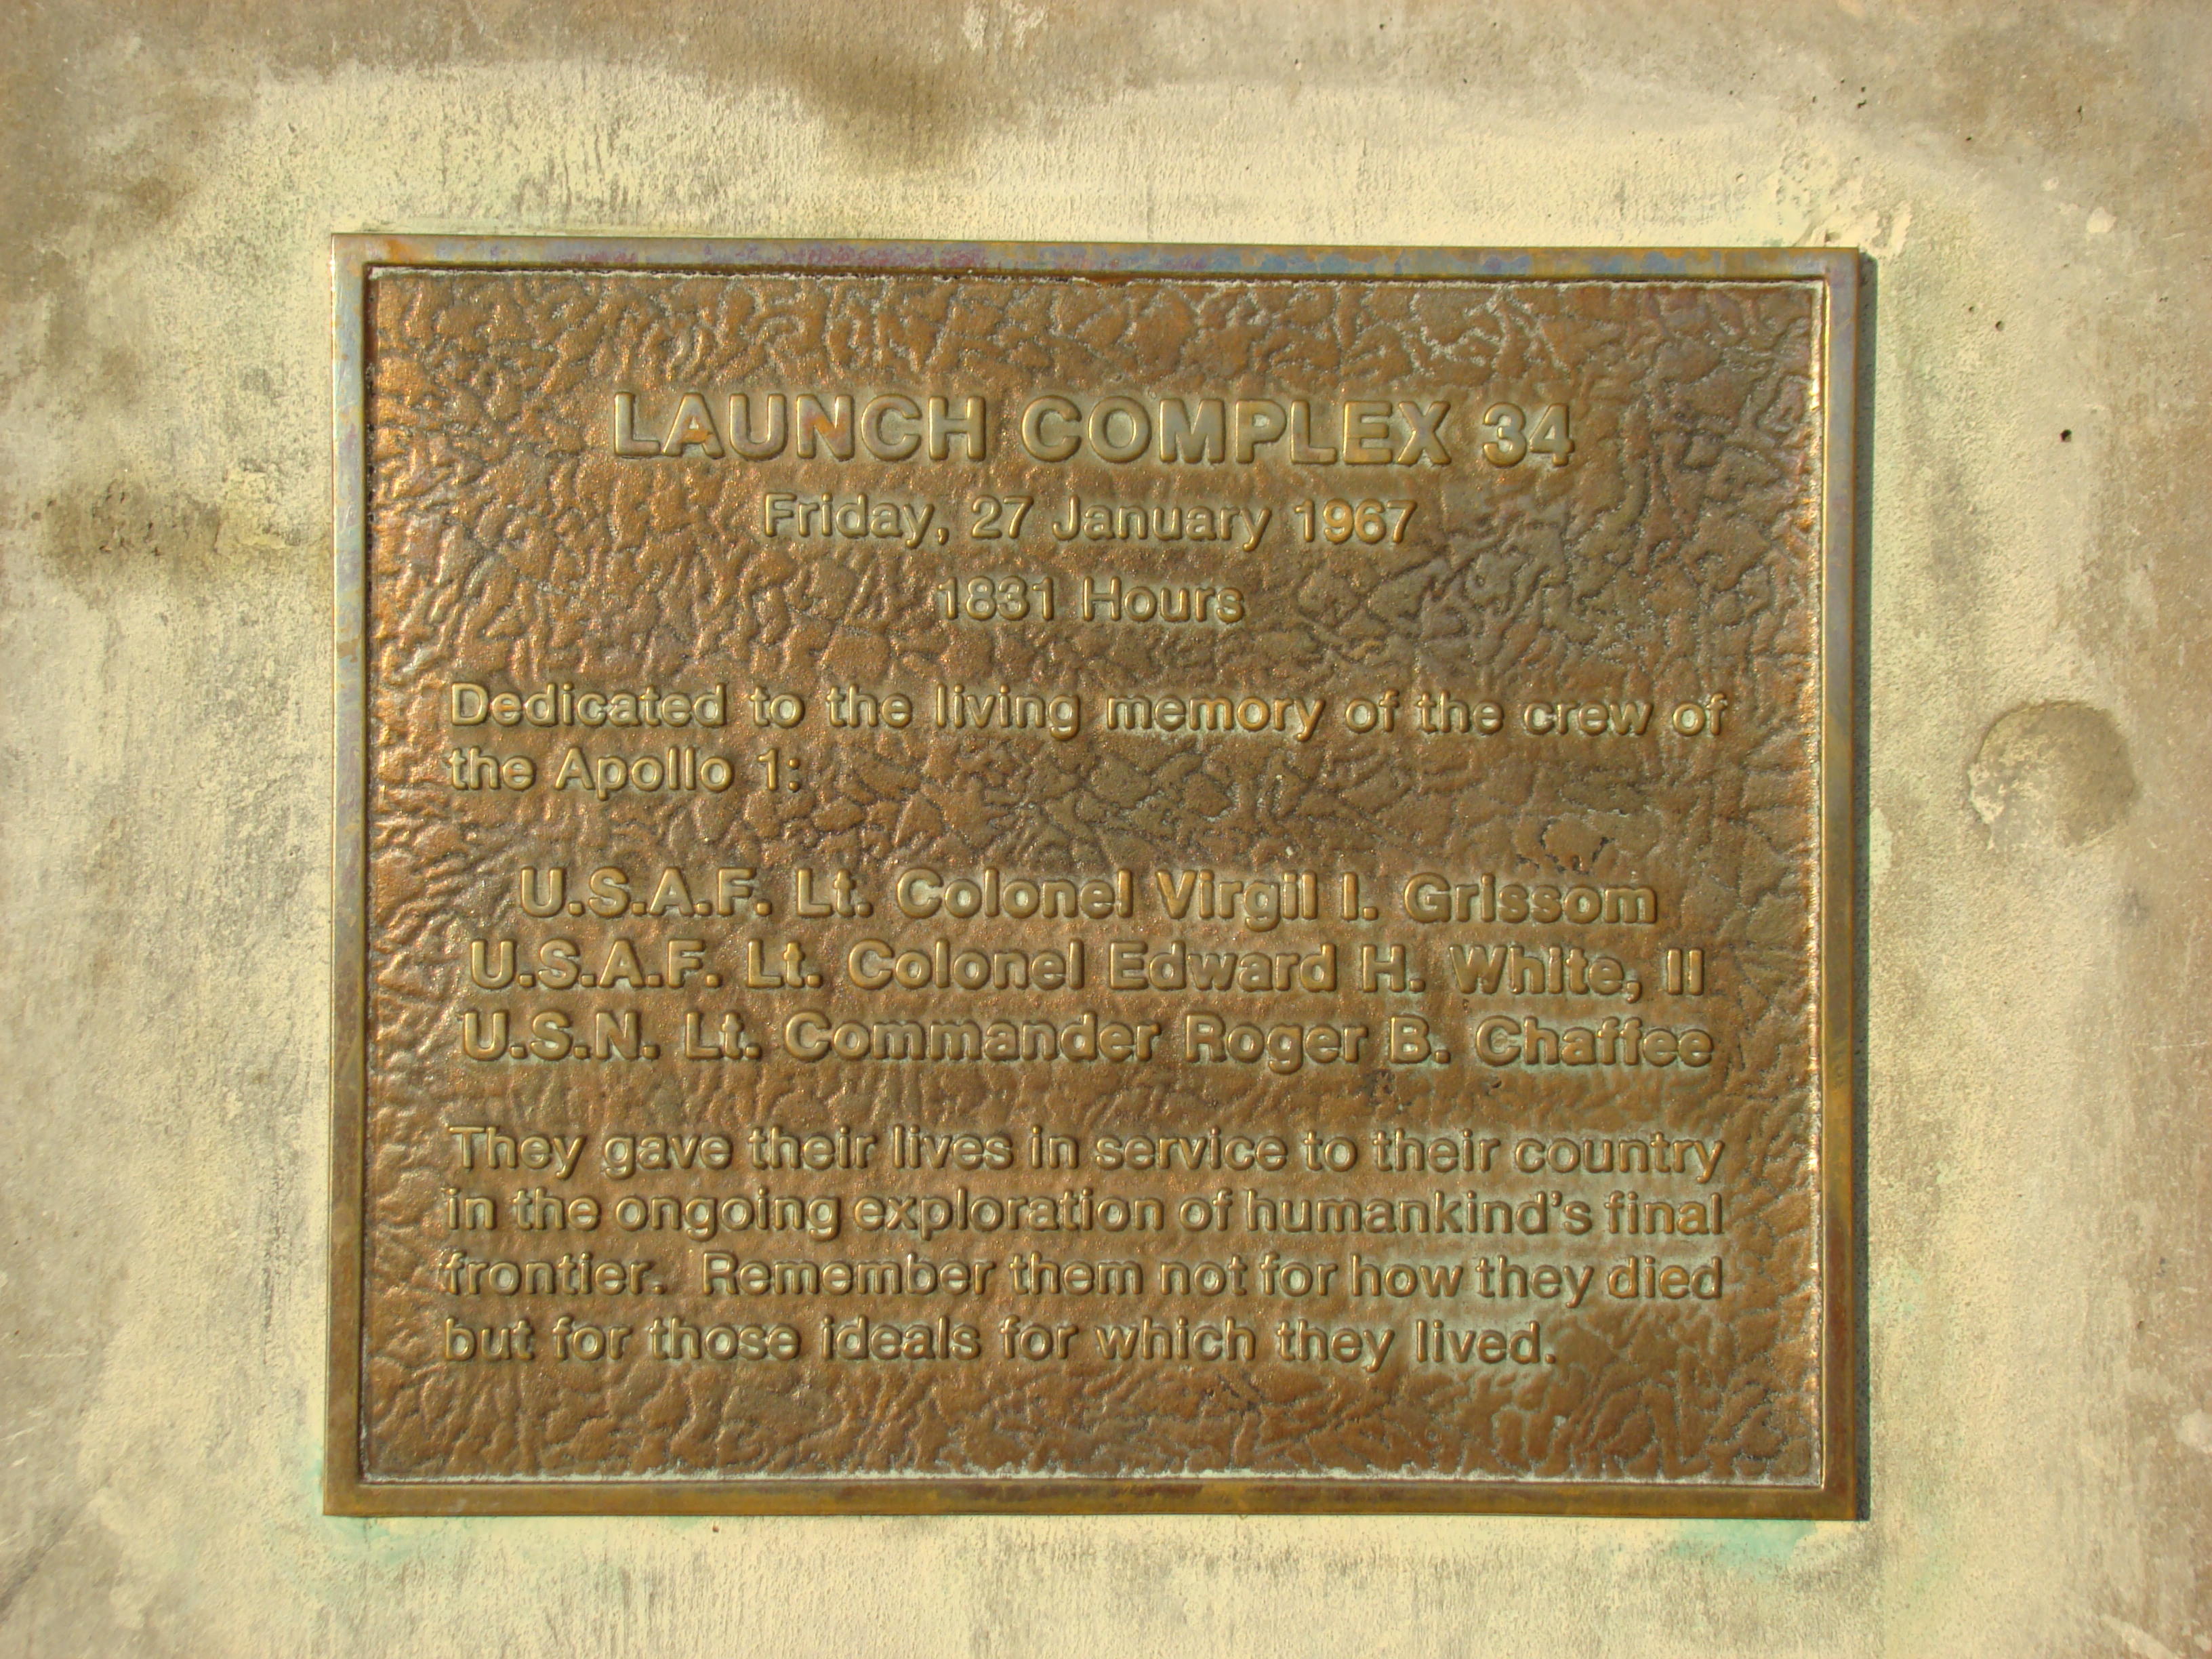 LAUNCH COMPLEX 34
Friday, 27 January 1967
1831 Hours
Dedicated to the living memory of the crew of
the Apollo 1:
U.S.A.F. Lt. Colonel Virgil I. Grissom
U.S.A.F. Lt. Colonel Edward H. White, II
U.S.N. Lt. Commander Roger B. Chaffee
They gave their lives in service to their country
in the ongoing exploration of humankind's final
frontier. Remember them not for how they died
but for those ideals for which they lived.